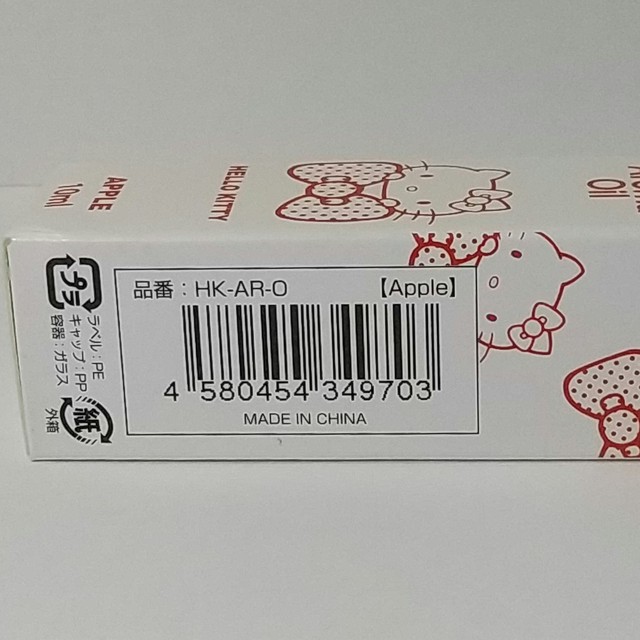 HELLO KITTY
APPLE
10ml
Oil
品番：HK-AR-O 【Apple】
4 580454 349703
MADE IN CHINA
プラ
ラベル：PE
キャップ：PP
容器：ガラス
紙
外箱